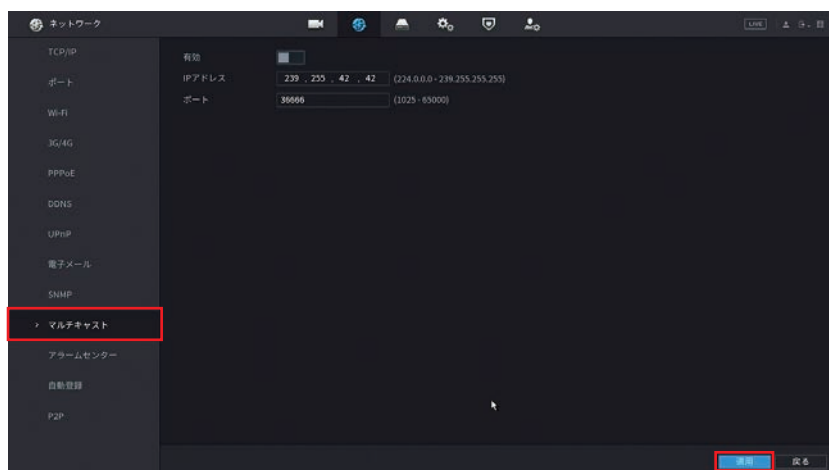 ネットワーク
LIVE
TCP/IP
ポート
Wi-Fi
3G/4G
PPPoE
DDNS
UPnP
電子メール
SNMP
マルチキャスト
アラームセンター
自動登録
P2P
有効
IPアドレス 239 . 255 . 42 . 42 (224.0.0.0 - 239.255.255.255)
ポート 36666 (1025 - 65000)
適用 戻る